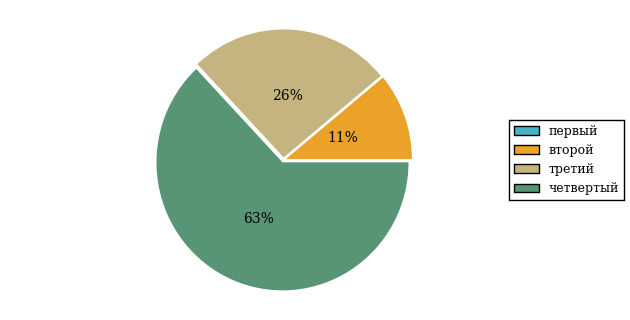 26%
11%
63%
первый
второй
третий
четвертый